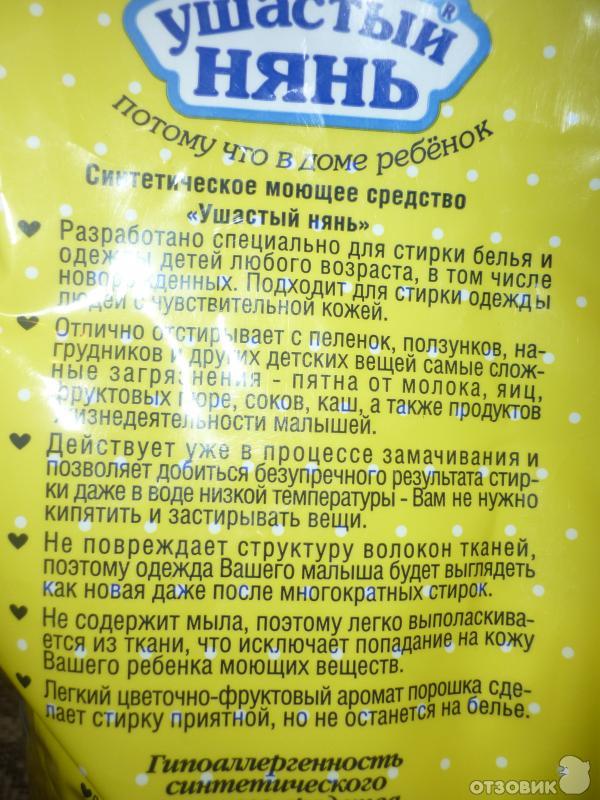 ушастый®
нянь
потому что в доме ребёнок
Синтетическое моющее средство
«Ушастый нянь»
Разработано специально для стирки белья и
одежды детей любого возраста, в том числе
новорожденных. Подходит для стирки одежды
людей с чувствительной кожей.
Отлично отстирывает с пеленок, ползунков, на-
грудников и других детских вещей самые слож-
ные загрязнения - пятна от молока, яиц,
фруктовых пюре, соков, каш, а также продуктов
жизнедеятельности малышей.
Действует уже в процессе замачивания и
позволяет добиться безупречного результата стир-
ки даже в воде низкой температуры - Вам не нужно
кипятить и застирывать вещи.
Не повреждает структуру волокон тканей,
поэтому одежда Вашего малыша будет выглядеть
как новая даже после многократных стирок.
Не содержит мыла, поэтому легко выполаскива-
ется из ткани, что исключает попадание на кожу
Вашего ребенка моющих веществ.
Легкий цветочно-фруктовый аромат порошка сде-
лает стирку приятной, но не останется на белье.
Гипоаллергенность
синтетического
отзовик